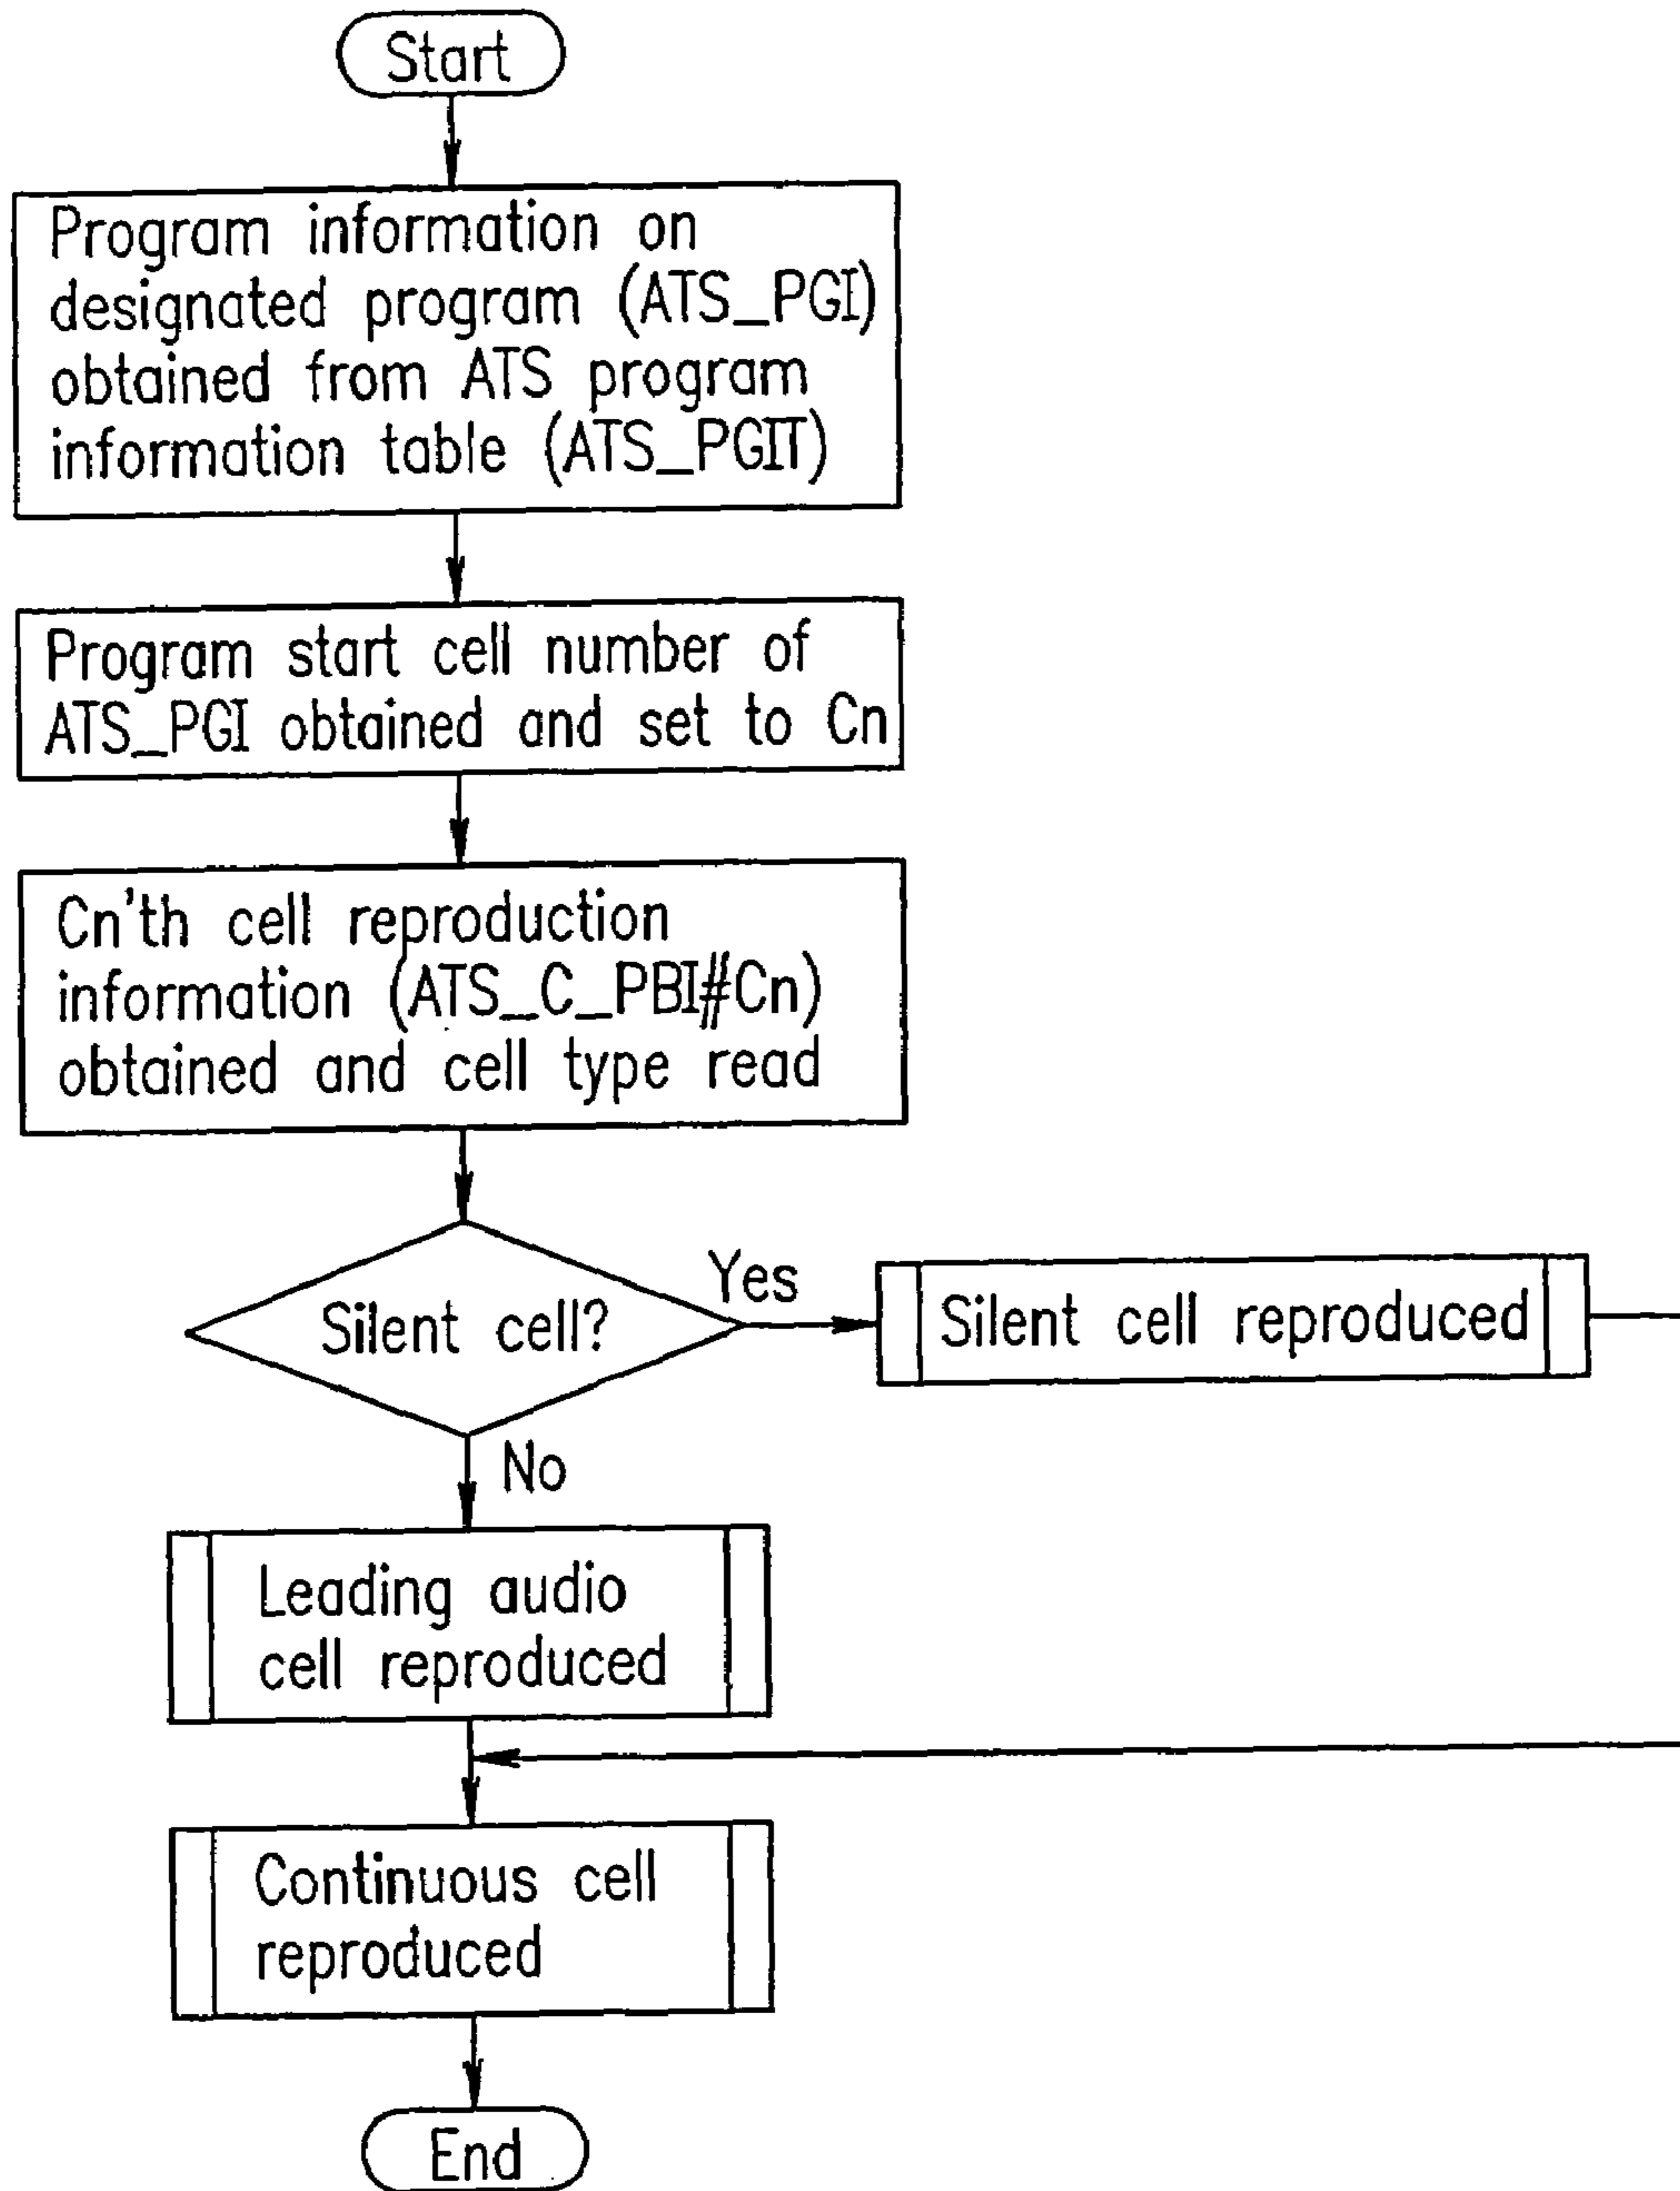 Start
Program information on
designated program (ATS_PGI)
obtained from ATS program
information table (ATS_PGIT)
Program start cell number of
ATS_PGI obtained and set to Cn
Cn'th cell reproduction
information (ATS_C_PBI#Cn)
obtained and cell type read
Silent cell?
Yes
Silent cell reproduced
No
Leading audio
cell reproduced
Continuous cell
reproduced
End